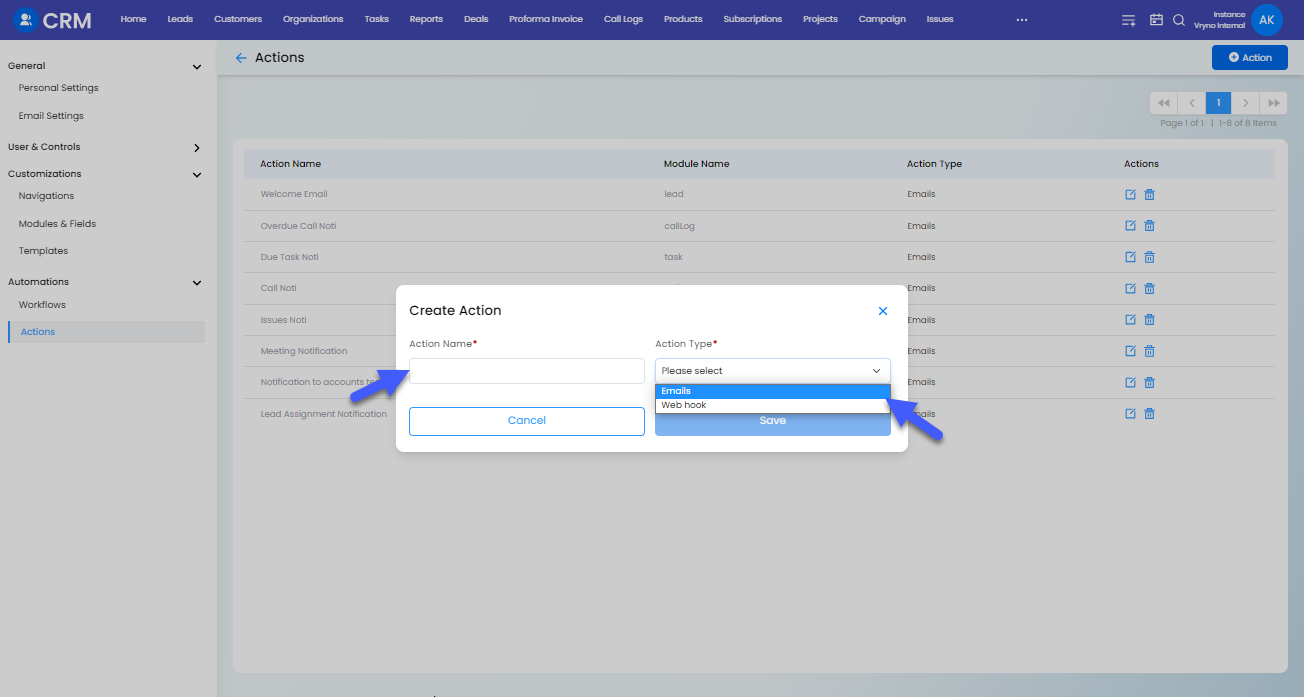 CRM Home Leads Customers Organizations Tasks Reports Deals Proforma Invoice Call Logs Products Subscriptions Projects Campaign Issues ... Instance Vryno Internal AK
General
Personal Settings
Email Settings
User & Controls
Customizations
Navigations
Modules & Fields
Templates
Automations
Workflows
Actions
Actions Action
1
Page 1 of 1 | 1-8 of 8 Items
Action Name Module Name Action Type Actions
Welcome Email lead Emails
Overdue Call Noti callLog Emails
Due Task Noti task Emails
Call Noti Emails
Issues Noti Emails
Meeting Notification Emails
Notification to accounts Emails
Lead Assignment Notification
Create Action
Action Name* Action Type*
Please select
Emails
Web hook
Cancel Save